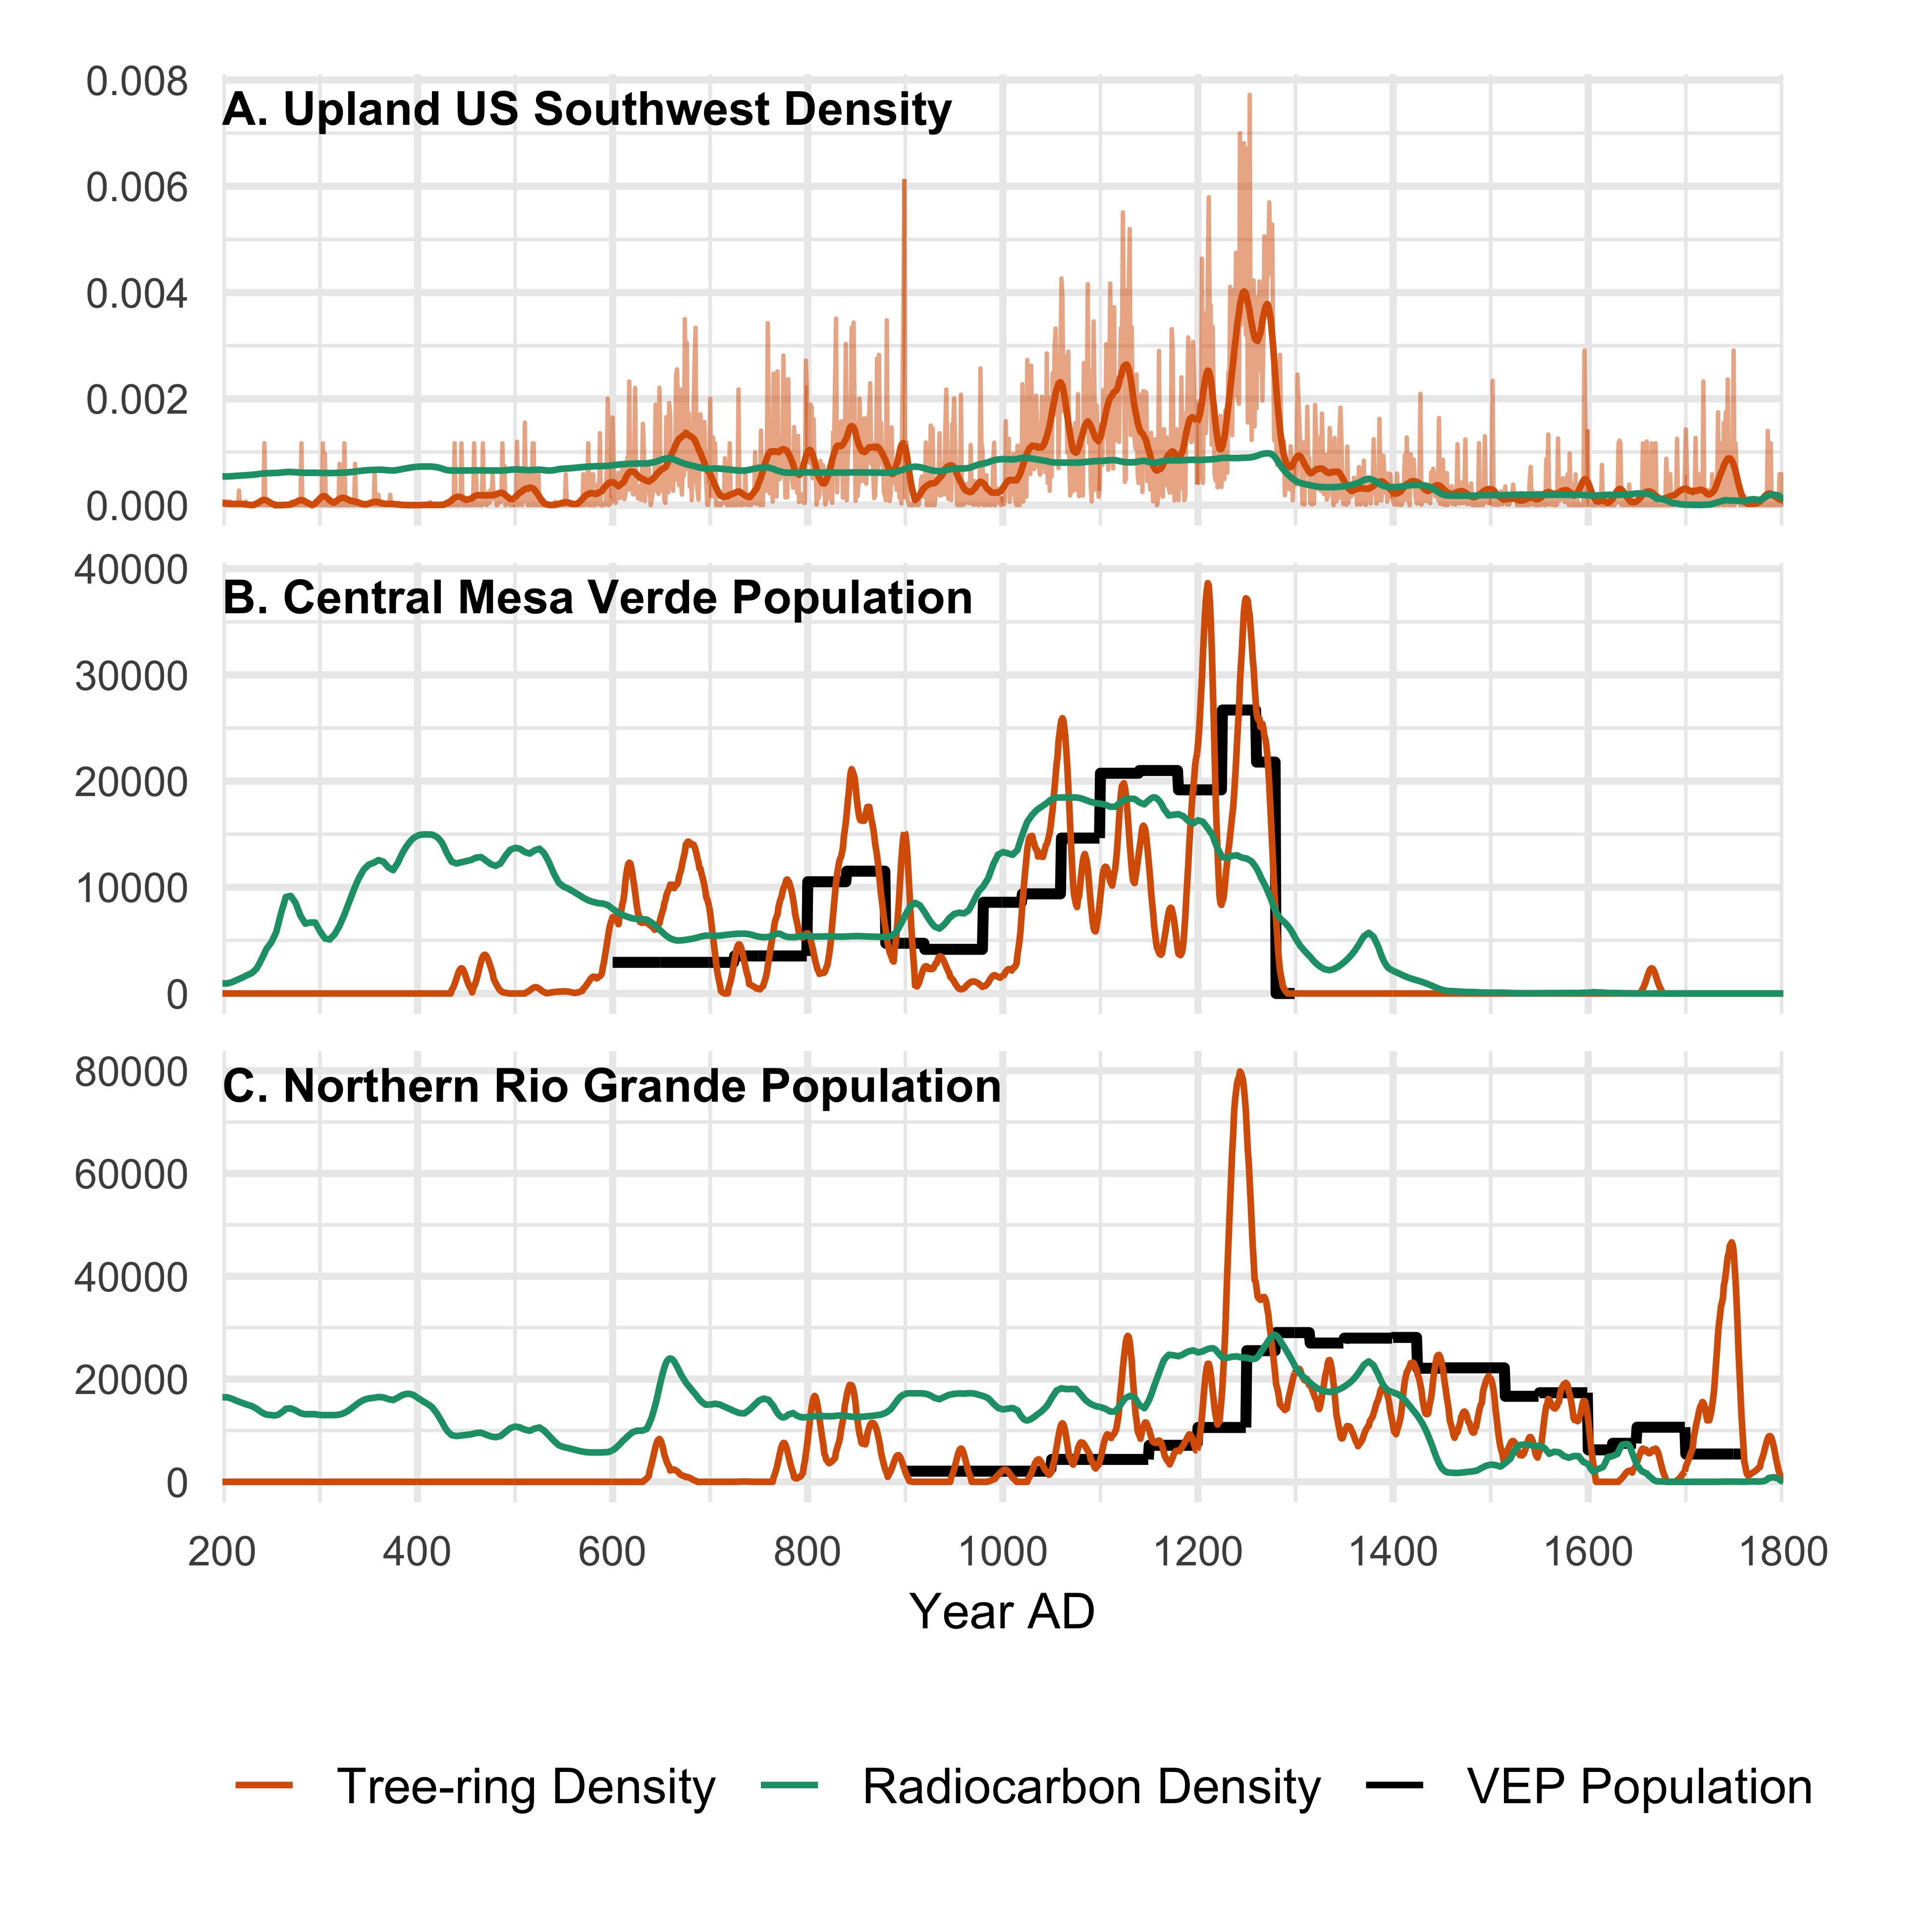 0.008
A. Upland US Southwest Density
0.006
0.004
0.002
0.000
40000
B. Central Mesa Verde Population
30000
20000
10000
0
80000
C. Northern Rio Grande Population
60000
40000
20000
0
200 400 600 800 1000 1200 1400 1600 1800
Year AD
Tree-ring Density Radiocarbon Density VEP Population